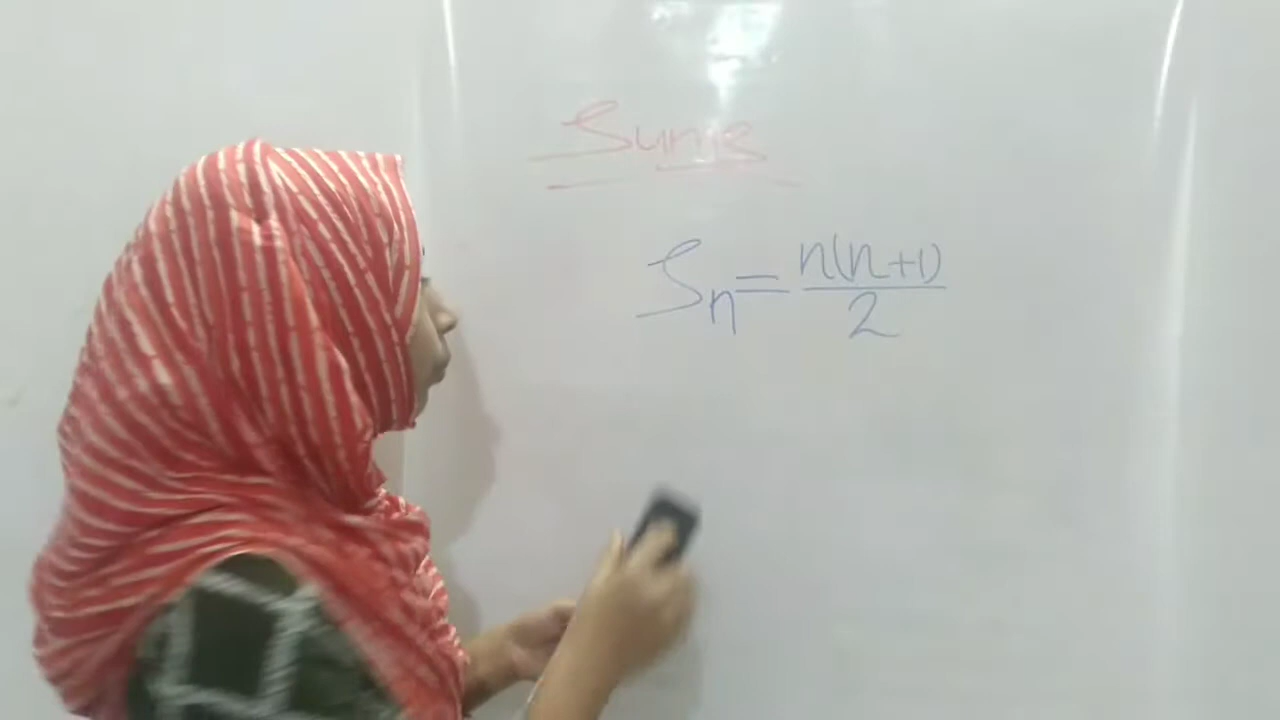 Sums
Sn = n(n+1)/2